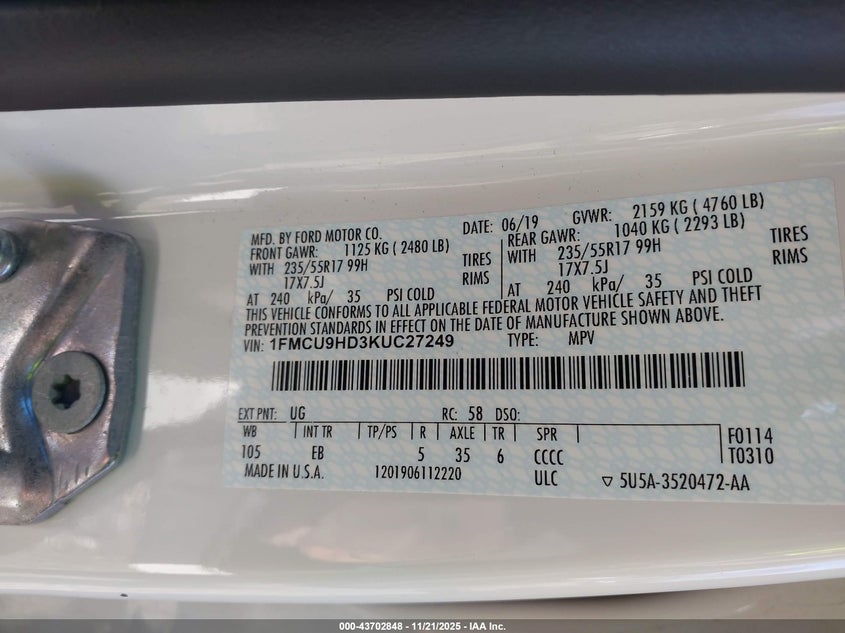 MFD. BY FORD MOTOR CO.
DATE: 06/19 GVWR: 2159 KG ( 4760 LB)
FRONT GAWR: 1125 KG ( 2480 LB)
REAR GAWR: 1040 KG ( 2293 LB)
WITH 235/55R17 99H TIRES
WITH 235/55R17 99H TIRES
17X7.5J RIMS
17X7.5J RIMS
AT 240 kPa/ 35 PSI COLD
AT 240 kPa/ 35 PSI COLD
THIS VEHICLE CONFORMS TO ALL APPLICABLE FEDERAL MOTOR VEHICLE SAFETY AND THEFT
PREVENTION STANDARDS IN EFFECT ON THE DATE OF MANUFACTURE SHOWN ABOVE.
VIN: 1FMCU9HD3KUC27249 TYPE: MPV
EXT PNT: UG RC: 58 DSO:
WB INT TR TP/PS R AXLE TR SPR F0114
105 EB 5 35 6 CCCC T0310
MADE IN U.S.A. 1201906112220 ULC ▽ 5U5A-3520472-AA
000-43702848 - 11/21/2025 - IAA Inc.